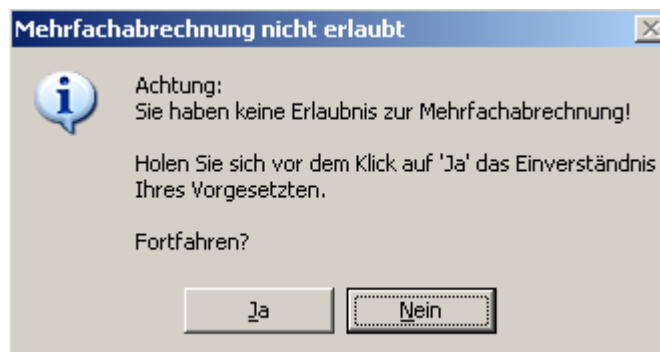 Mehrfachabrechnung nicht erlaubt
Achtung:
Sie haben keine Erlaubnis zur Mehrfachabrechnung!
Holen Sie sich vor dem Klick auf 'Ja' das Einverständnis
Ihres Vorgesetzten.
Fortfahren?
Ja
Nein